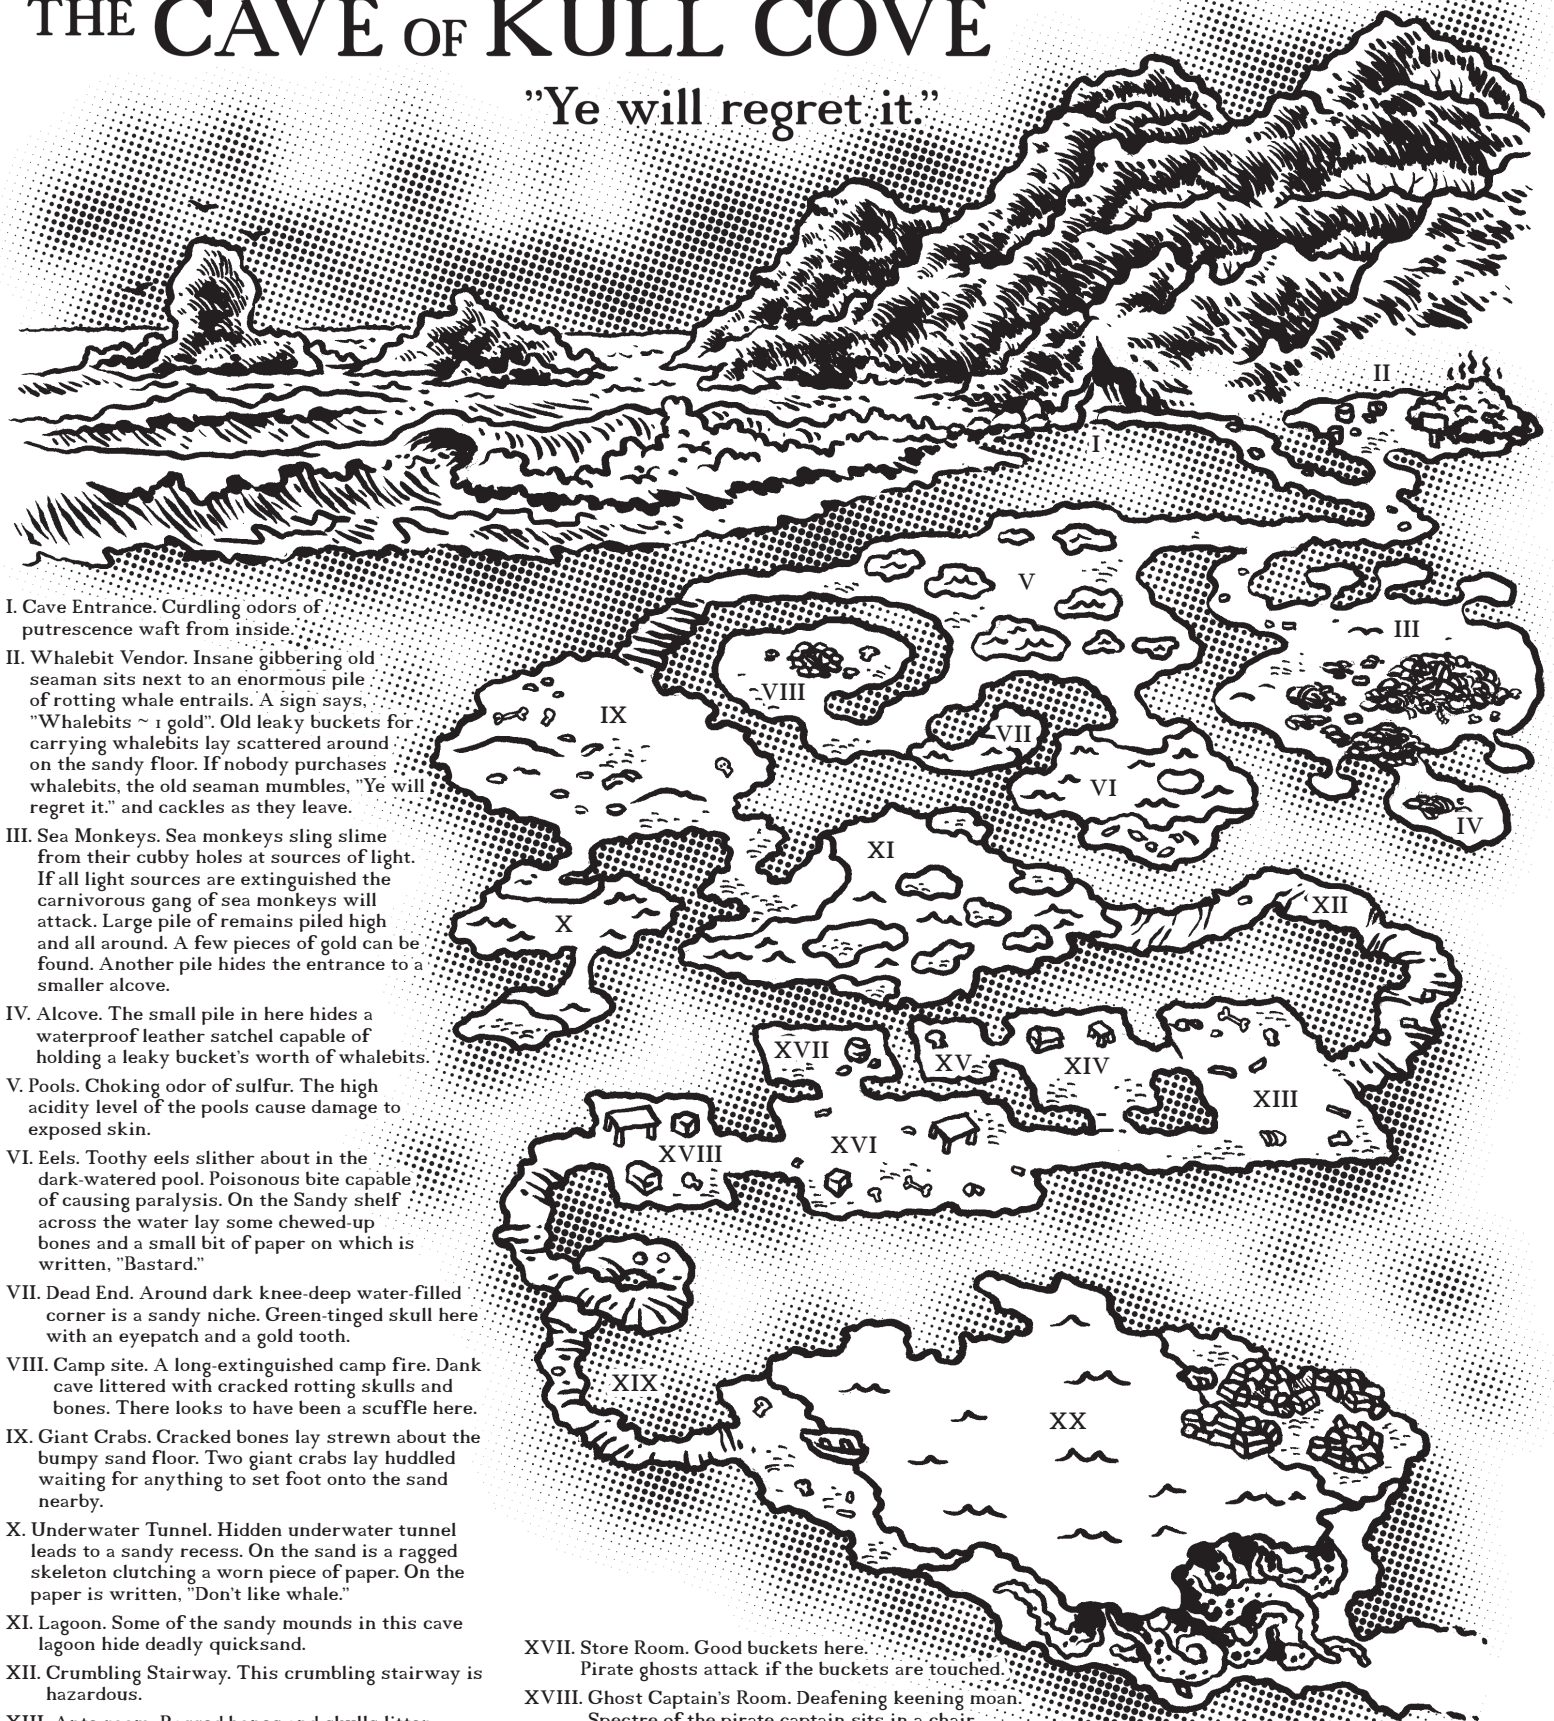 THE CAVE OF KULL COVE
”Ye will regret it.”
II
I
V
III
VIII
IX
VII
VI
IV
XI
XII
X
XVII
XV
XIV
XIII
XVI
XVIII
XIX
XX
I. Cave Entrance. Curdling odors of
putrescence waft from inside.
II. Whalebit Vendor. Insane gibbering old
seaman sits next to an enormous pile
of rotting whale entrails. A sign says,
”Whalebits ~ 1 gold”. Old leaky buckets for
carrying whalebits lay scattered around
on the sandy floor. If nobody purchases
whalebits, the old seaman mumbles, ”Ye will
regret it.” and cackles as they leave.
III. Sea Monkeys. Sea monkeys sling slime
from their cubby holes at sources of light.
If all light sources are extinguished the
carnivorous gang of sea monkeys will
attack. Large pile of remains piled high
and all around. A few pieces of gold can be
found. Another pile hides the entrance to a
smaller alcove.
IV. Alcove. The small pile in here hides a
waterproof leather satchel capable of
holding a leaky bucket's worth of whalebits.
V. Pools. Choking odor of sulfur. The high
acidity level of the pools cause damage to
exposed skin.
VI. Eels. Toothy eels slither about in the
dark-watered pool. Poisonous bite capable
of causing paralysis. On the Sandy shelf
across the water lay some chewed-up
bones and a small bit of paper on which is
written, ”Bastard.”
VII. Dead End. Around dark knee-deep water-filled
corner is a sandy niche. Green-tinged skull here
with an eyepatch and a gold tooth.
VIII. Camp site. A long-extinguished camp fire. Dank
cave littered with cracked rotting skulls and
bones. There looks to have been a scuffle here.
IX. Giant Crabs. Cracked bones lay strewn about the
bumpy sand floor. Two giant crabs lay huddled
waiting for anything to set foot onto the sand
nearby.
X. Underwater Tunnel. Hidden underwater tunnel
leads to a sandy recess. On the sand is a ragged
skeleton clutching a worn piece of paper. On the
paper is written, ”Don't like whale.”
XI. Lagoon. Some of the sandy mounds in this cave
lagoon hide deadly quicksand.
XII. Crumbling Stairway. This crumbling stairway is
hazardous.
XVII. Store Room. Good buckets here.
Pirate ghosts attack if the buckets are touched.
XVIII. Ghost Captain's Room. Deafening keening moan.
Spectre of the pirate captain sits in a chair